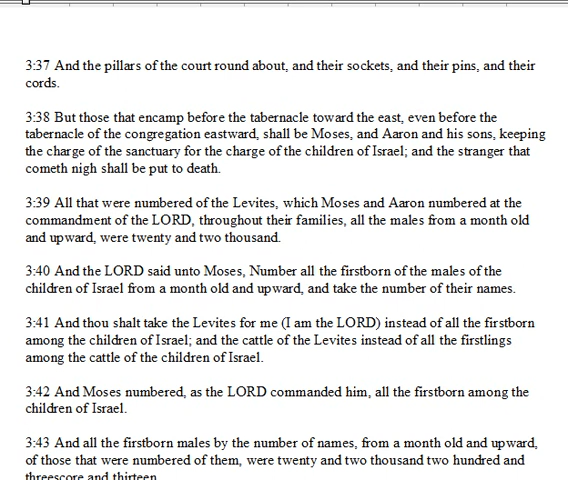 3:37 And the pillars of the court round about, and their sockets, and their pins, and their
cords.
3:38 But those that encamp before the tabernacle toward the east, even before the
tabernacle of the congregation eastward, shall be Moses, and Aaron and his sons, keeping
the charge of the sanctuary for the charge of the children of Israel; and the stranger that
cometh nigh shall be put to death.
3:39 All that were numbered of the Levites, which Moses and Aaron numbered at the
commandment of the LORD, throughout their families, all the males from a month old
and upward, were twenty and two thousand.
3:40 And the LORD said unto Moses, Number all the firstborn of the males of the
children of Israel from a month old and upward, and take the number of their names.
3:41 And thou shalt take the Levites for me (I am the LORD) instead of all the firstborn
among the children of Israel; and the cattle of the Levites instead of all the firstlings
among the cattle of the children of Israel.
3:42 And Moses numbered, as the LORD commanded him, all the firstborn among the
children of Israel.
3:43 And all the firstborn males by the number of names, from a month old and upward,
of those that were numbered of them, were twenty and two thousand two hundred and
threescore and thirteen